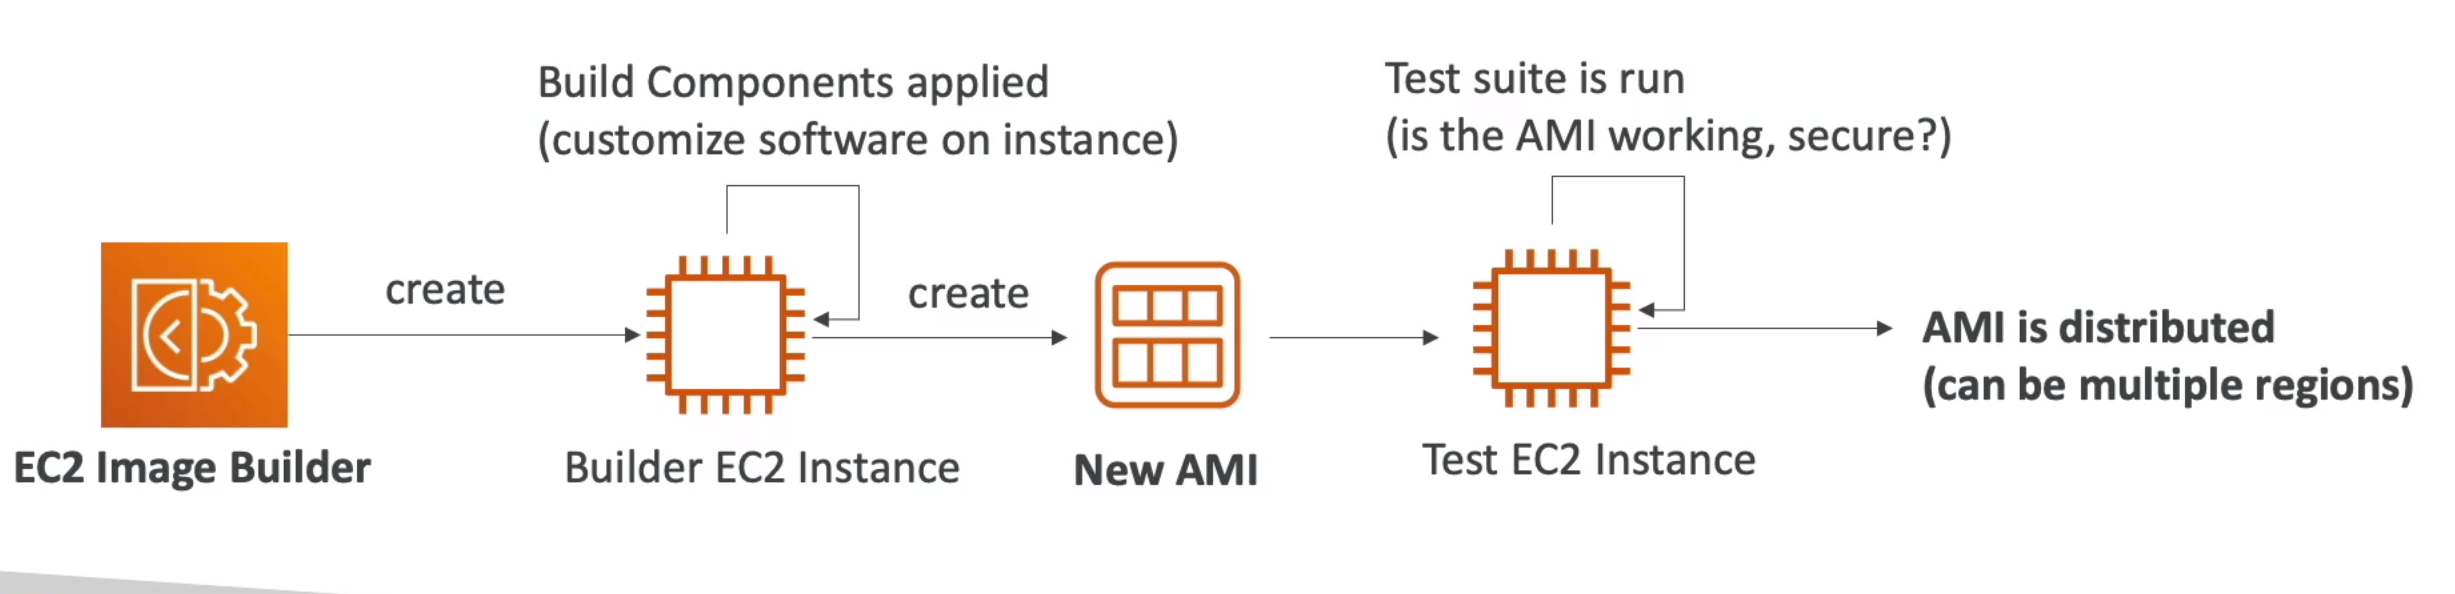 Build Components applied
(customize software on instance)
Test suite is run
(is the AMI working, secure?)
create
create
AMI is distributed
(can be multiple regions)
EC2 Image Builder
Builder EC2 Instance
New AMI
Test EC2 Instance